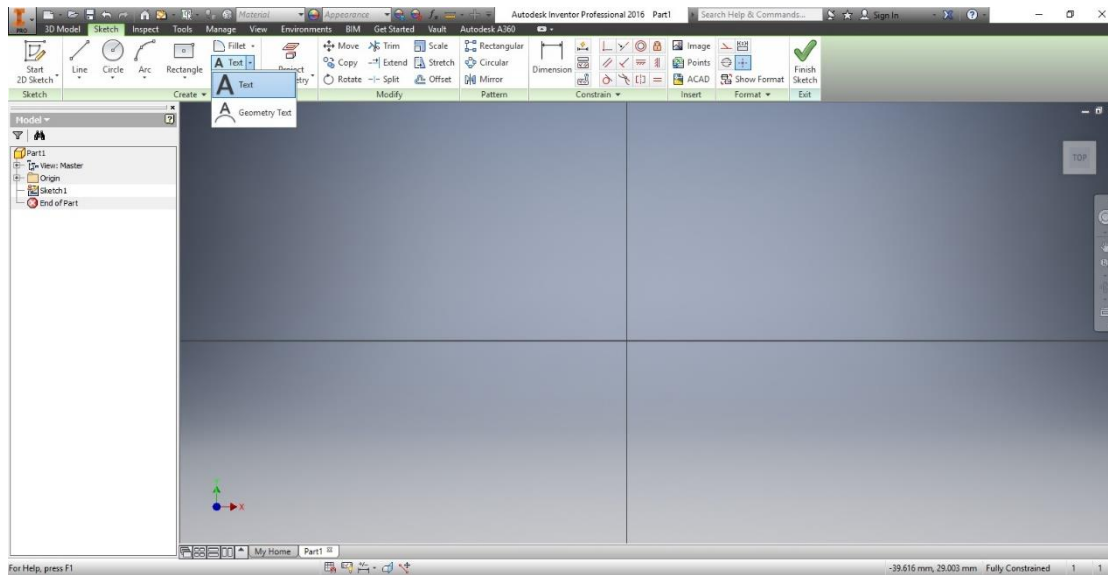 Material
Appearance
Autodesk Inventor Professional 2016 Part1
Search Help & Commands...
Sign In
PRO 3D Model Sketch Inspect Tools Manage View Environments BIM Get Started Vault Autodesk A360
Start
2D Sketch
Line
Circle
Arc
Rectangle
Fillet
Text
Project
Move Trim Scale
Copy Extend Stretch
Rotate Split Offset
Rectangular
Circular
Mirror
Dimension
Image
Points
ACAD
Show Format
Finish
Sketch
Sketch Create Modify Pattern Constrain Insert Format Exit
Text
Geometry Text
Model
Part1
View: Master
Origin
Sketch1
End of Part
TOP
X
My Home Part1
For Help, press F1
-39.616 mm, 29.003 mm Fully Constrained 1 1